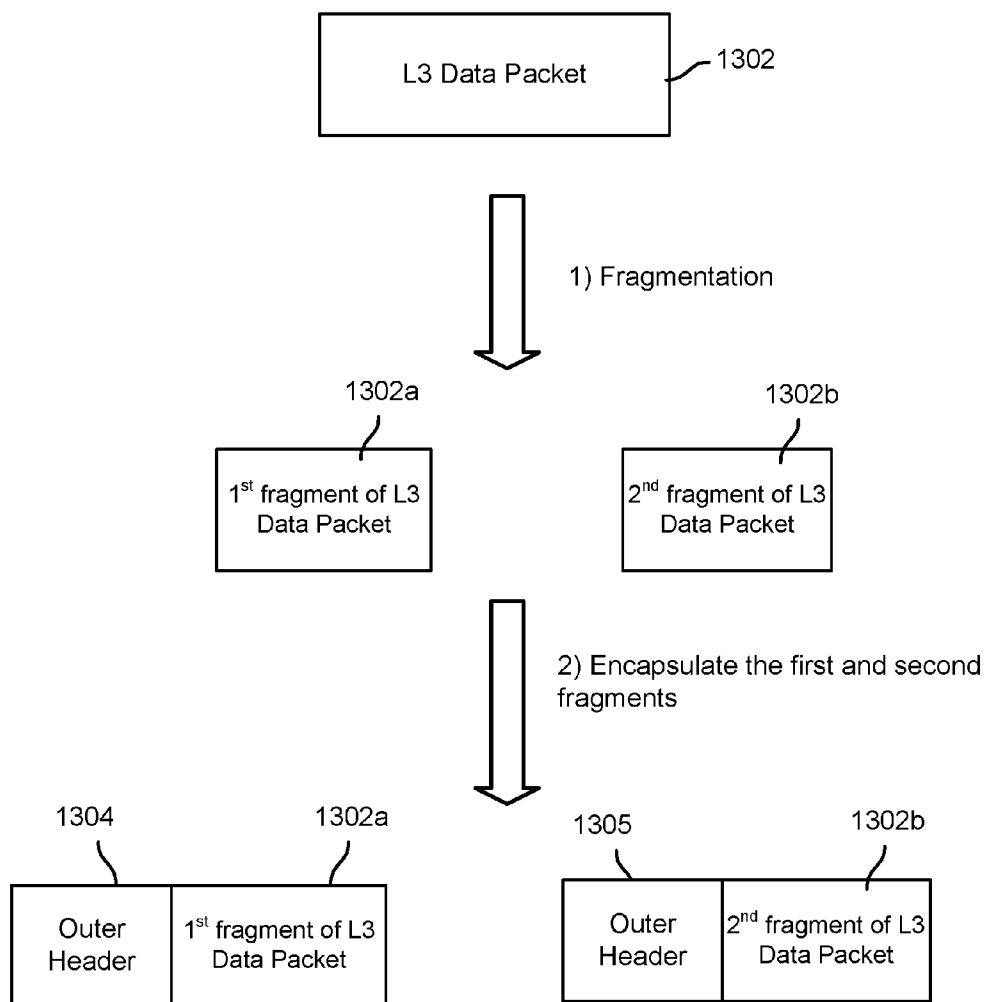 L3 Data Packet
1302
1) Fragmentation
1302a
1302b
1st fragment of L3
Data Packet
2nd fragment of L3
Data Packet
2) Encapsulate the first and second
fragments
1304
1302a
1305
1302b
Outer
Header
1st fragment of L3
Data Packet
Outer
Header
2nd fragment of L3
Data Packet